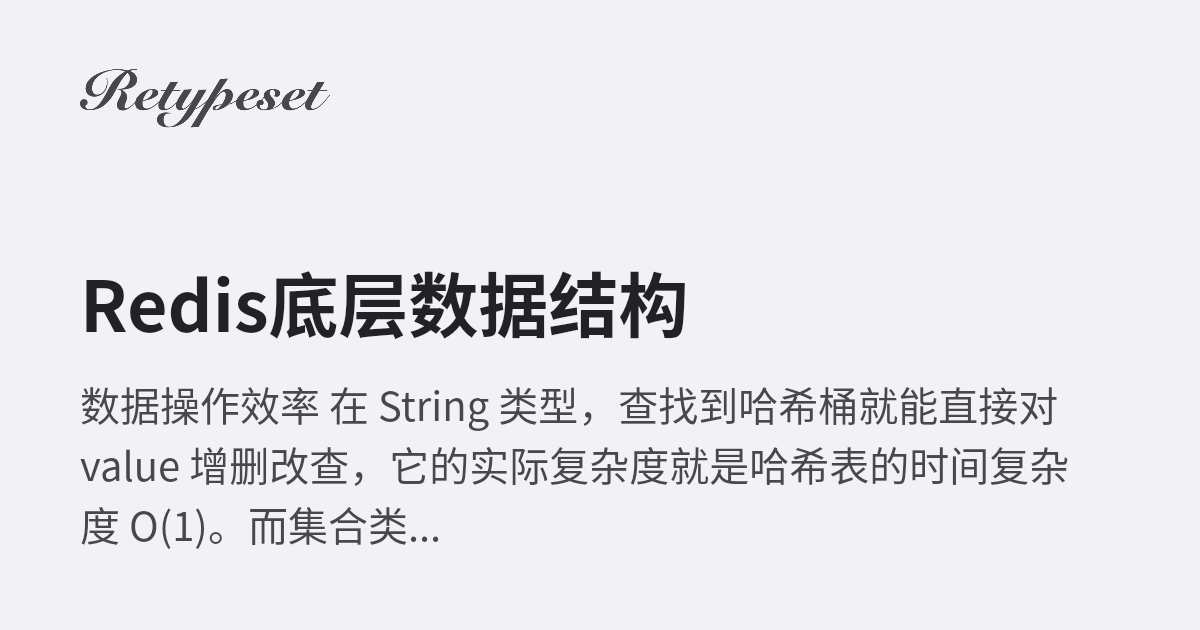 Retypeset
Redis底层数据结构
数据操作效率 在 String 类型，查找到哈希桶就能直接对
value 增删改查，它的实际复杂度就是哈希表的时间复杂
度 O(1)。而集合类...